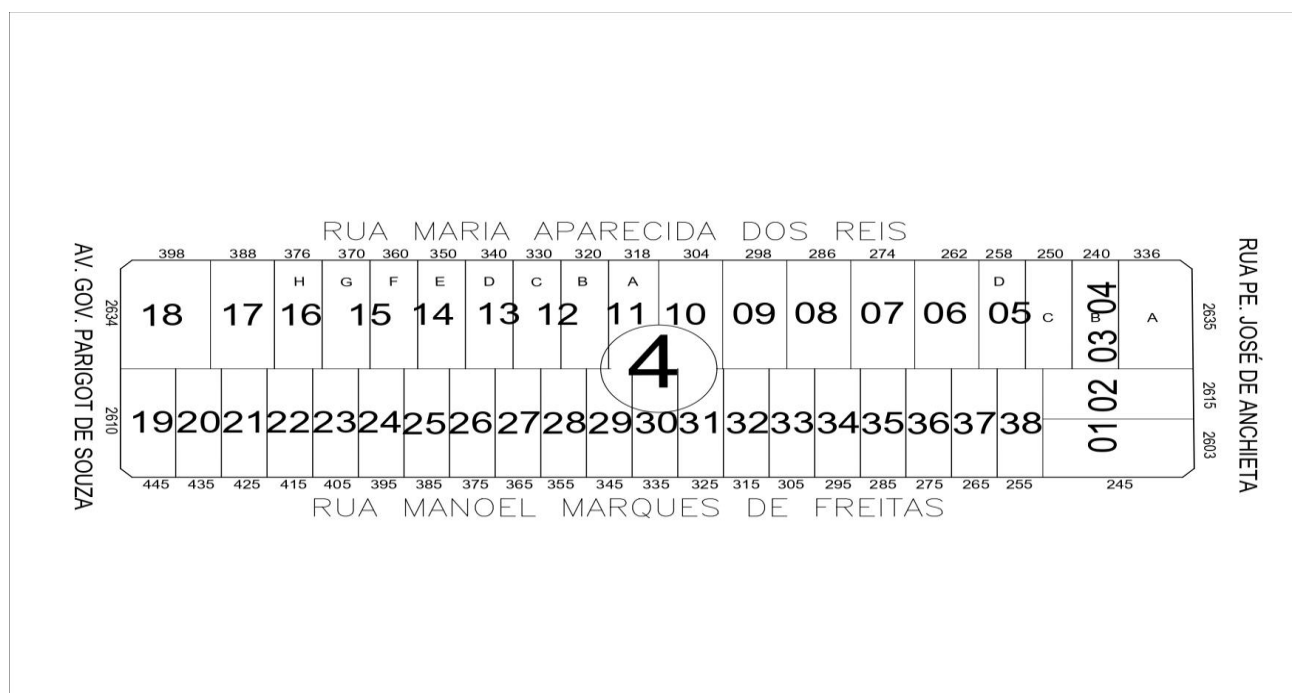 RUA MARIA APARECIDA DOS REIS
398 388 376 370 360 350 340 330 320 318 304 298 286 274 262 258 250 240 336
H G F E D C B A D
18 17 16 15 14 13 12 11 10 09 08 07 06 05 C B A
04
03
02
01
4
19 20 21 22 23 24 25 26 27 28 29 30 31 32 33 34 35 36 37 38
445 435 425 415 405 395 385 375 365 355 345 335 325 315 305 295 285 275 265 255 245
RUA MANOEL MARQUES DE FREITAS
AV. GOV. PARIGOT DE SOUZA
2634
2610
2635
2615
2603
RUA PE. JOSÉ DE ANCHIETA